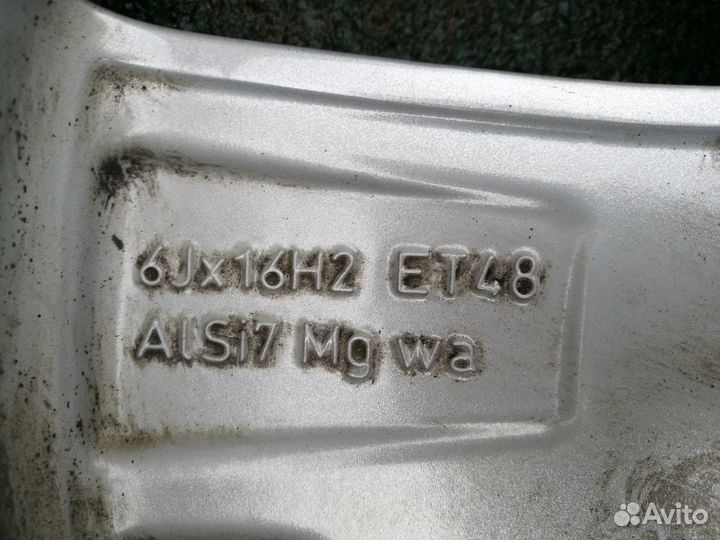 6Jx16H2 ET48
AlSi7 Mg wa
Avito